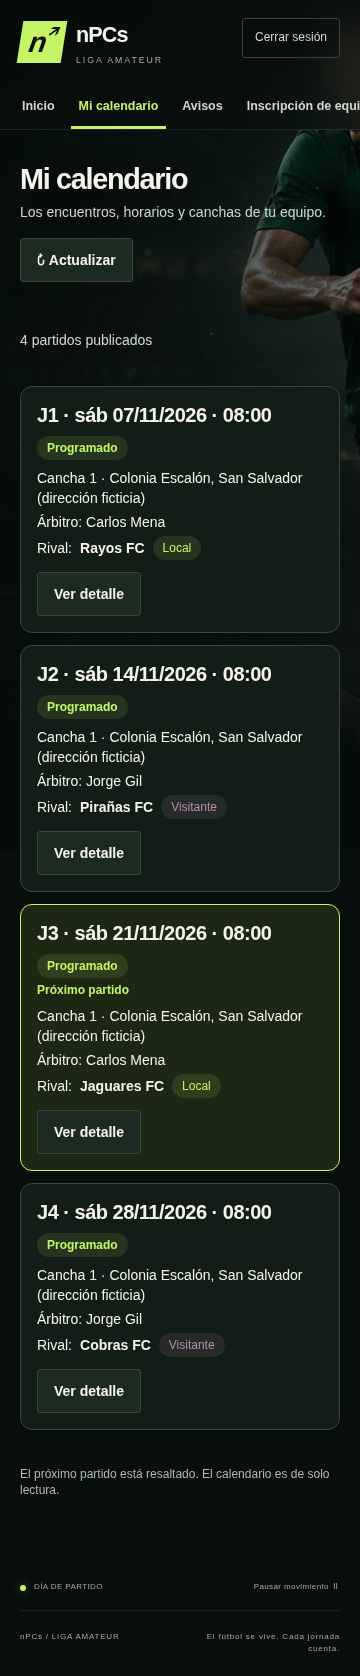 n nPCs
LIGA AMATEUR
Cerrar sesión
Inicio Mi calendario Avisos Inscripción de equi
Mi calendario
Los encuentros, horarios y canchas de tu equipo.
↻ Actualizar
4 partidos publicados
J1 · sáb 07/11/2026 · 08:00
Programado
Cancha 1 · Colonia Escalón, San Salvador
(dirección ficticia)
Árbitro: Carlos Mena
Rival: Rayos FC Local
Ver detalle
J2 · sáb 14/11/2026 · 08:00
Programado
Cancha 1 · Colonia Escalón, San Salvador
(dirección ficticia)
Árbitro: Jorge Gil
Rival: Pirañas FC Visitante
Ver detalle
J3 · sáb 21/11/2026 · 08:00
Programado
Próximo partido
Cancha 1 · Colonia Escalón, San Salvador
(dirección ficticia)
Árbitro: Carlos Mena
Rival: Jaguares FC Local
Ver detalle
J4 · sáb 28/11/2026 · 08:00
Programado
Cancha 1 · Colonia Escalón, San Salvador
(dirección ficticia)
Árbitro: Jorge Gil
Rival: Cobras FC Visitante
Ver detalle
El próximo partido está resaltado. El calendario es de solo
lectura.
DÍA DE PARTIDO Pausar movimiento
nPCs / LIGA AMATEUR El fútbol se vive. Cada jornada
cuenta.